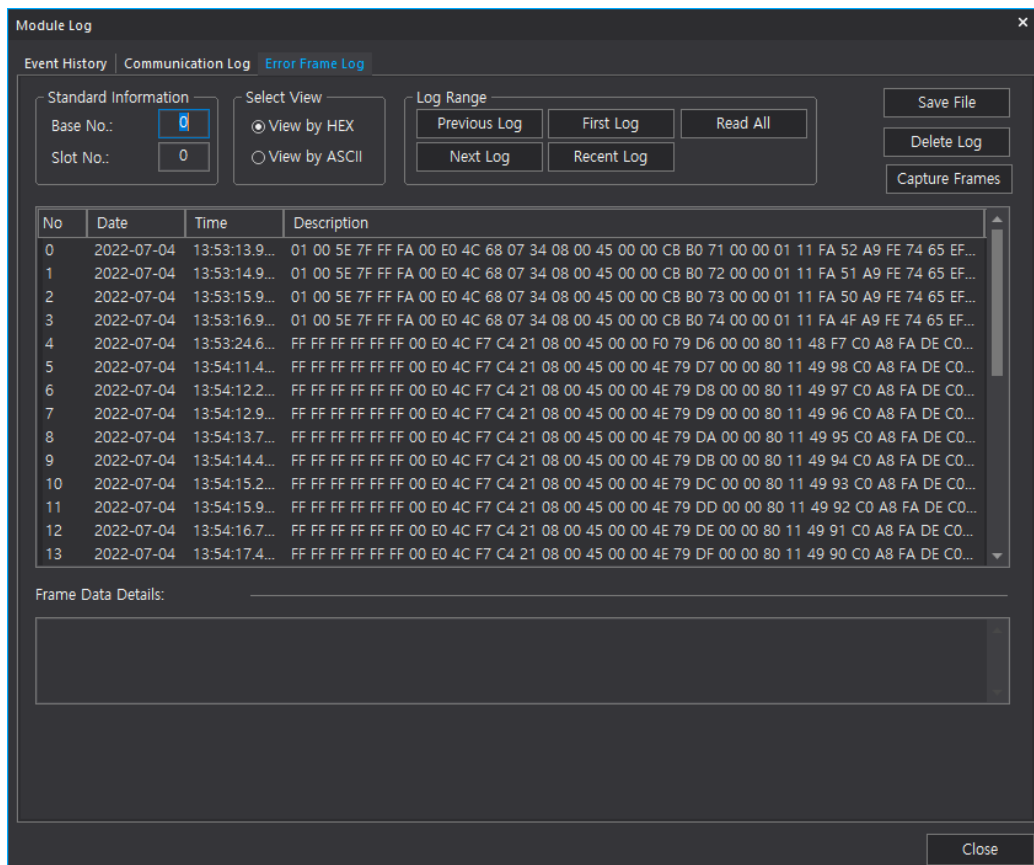 Module Log
Event History Communication Log Error Frame Log
Standard Information Select View Log Range
Base No.: 0 View by HEX Previous Log First Log Read All Save File
Slot No.: 0 View by ASCII Next Log Recent Log Delete Log
Capture Frames
No Date Time Description
0 2022-07-04 13:53:13.9... 01 00 5E 7F FF FA 00 E0 4C 68 07 34 08 00 45 00 00 CB B0 71 00 00 01 11 FA 52 A9 FE 74 65 EF...
1 2022-07-04 13:53:14.9... 01 00 5E 7F FF FA 00 E0 4C 68 07 34 08 00 45 00 00 CB B0 72 00 00 01 11 FA 51 A9 FE 74 65 EF...
2 2022-07-04 13:53:15.9... 01 00 5E 7F FF FA 00 E0 4C 68 07 34 08 00 45 00 00 CB B0 73 00 00 01 11 FA 50 A9 FE 74 65 EF...
3 2022-07-04 13:53:16.9... 01 00 5E 7F FF FA 00 E0 4C 68 07 34 08 00 45 00 00 CB B0 74 00 00 01 11 FA 4F A9 FE 74 65 EF...
4 2022-07-04 13:53:24.6... FF FF FF FF FF FF 00 E0 4C F7 C4 21 08 00 45 00 00 F0 79 D6 00 00 80 11 48 F7 C0 A8 FA DE C0...
5 2022-07-04 13:54:11.4... FF FF FF FF FF FF 00 E0 4C F7 C4 21 08 00 45 00 00 4E 79 D7 00 00 80 11 49 98 C0 A8 FA DE C0...
6 2022-07-04 13:54:12.2... FF FF FF FF FF FF 00 E0 4C F7 C4 21 08 00 45 00 00 4E 79 D8 00 00 80 11 49 97 C0 A8 FA DE C0...
7 2022-07-04 13:54:12.9... FF FF FF FF FF FF 00 E0 4C F7 C4 21 08 00 45 00 00 4E 79 D9 00 00 80 11 49 96 C0 A8 FA DE C0...
8 2022-07-04 13:54:13.7... FF FF FF FF FF FF 00 E0 4C F7 C4 21 08 00 45 00 00 4E 79 DA 00 00 80 11 49 95 C0 A8 FA DE C0...
9 2022-07-04 13:54:14.4... FF FF FF FF FF FF 00 E0 4C F7 C4 21 08 00 45 00 00 4E 79 DB 00 00 80 11 49 94 C0 A8 FA DE C0...
10 2022-07-04 13:54:15.2... FF FF FF FF FF FF 00 E0 4C F7 C4 21 08 00 45 00 00 4E 79 DC 00 00 80 11 49 93 C0 A8 FA DE C0...
11 2022-07-04 13:54:15.9... FF FF FF FF FF FF 00 E0 4C F7 C4 21 08 00 45 00 00 4E 79 DD 00 00 80 11 49 92 C0 A8 FA DE C0...
12 2022-07-04 13:54:16.7... FF FF FF FF FF FF 00 E0 4C F7 C4 21 08 00 45 00 00 4E 79 DE 00 00 80 11 49 91 C0 A8 FA DE C0...
13 2022-07-04 13:54:17.4... FF FF FF FF FF FF 00 E0 4C F7 C4 21 08 00 45 00 00 4E 79 DF 00 00 80 11 49 90 C0 A8 FA DE C0...
Frame Data Details:
Close